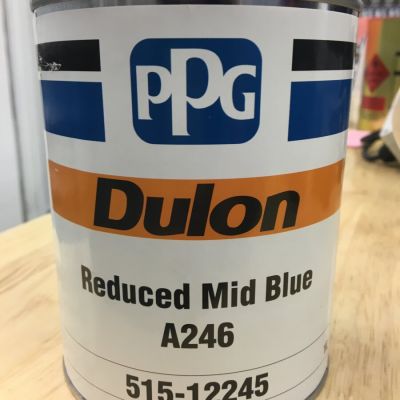 PPG
Dulon
Reduced Mid Blue
A246
515-12245